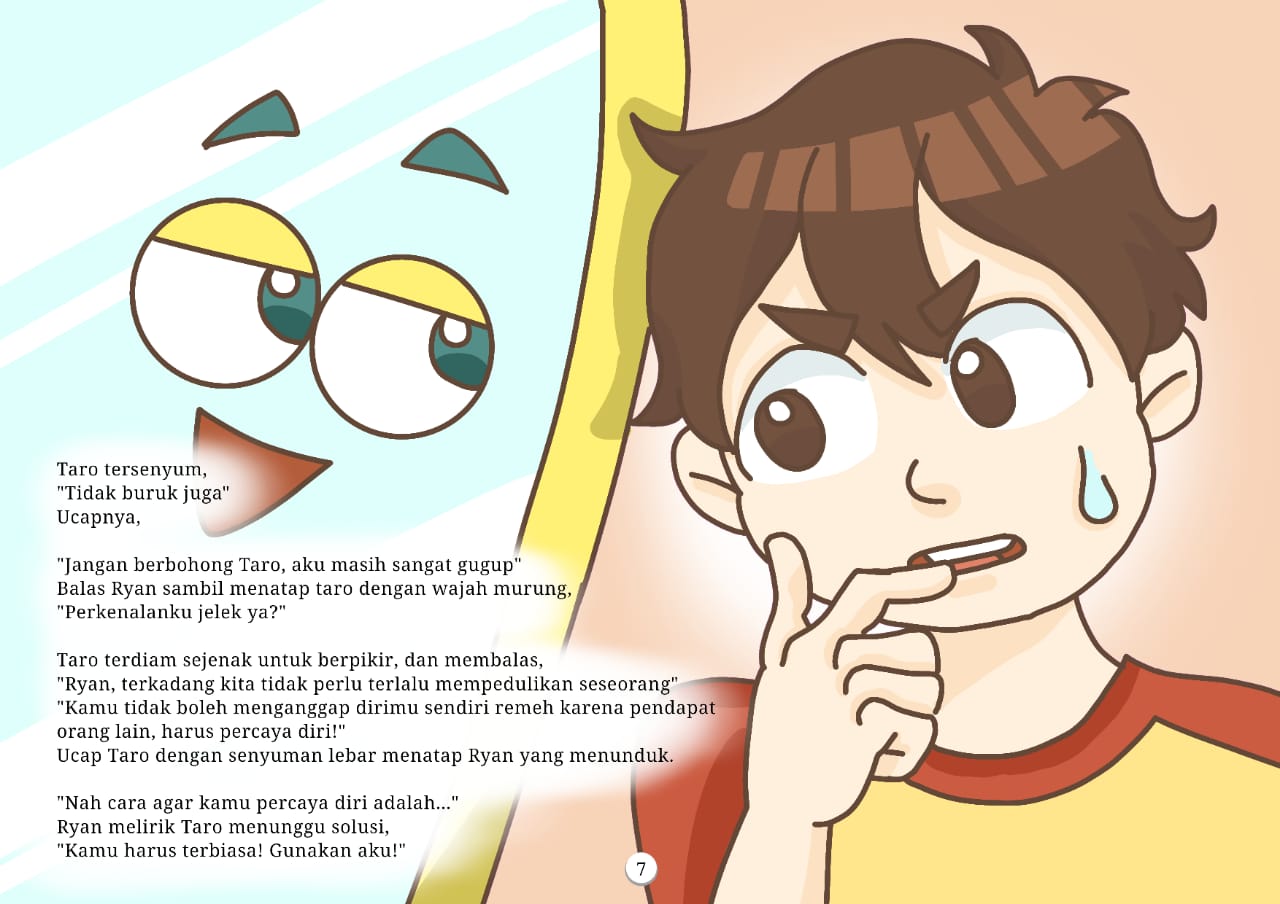 Taro tersenyum,
"Tidak buruk juga"
Ucapnya,
"Jangan berbohong Taro, aku masih sangat gugup"
Balas Ryan sambil menatap taro dengan wajah murung,
"Perkenalanku jelek ya?"
Taro terdiam sejenak untuk berpikir, dan membalas,
"Ryan, terkadang kita tidak perlu terlalu mempedulikan seseorang"
"Kamu tidak boleh menganggap dirimu sendiri remeh karena pendapat
orang lain, harus percaya diri!"
Ucap Taro dengan senyuman lebar menatap Ryan yang menunduk.
"Nah cara agar kamu percaya diri adalah..."
Ryan melirik Taro menunggu solusi,
"Kamu harus terbiasa! Gunakan aku!"
7